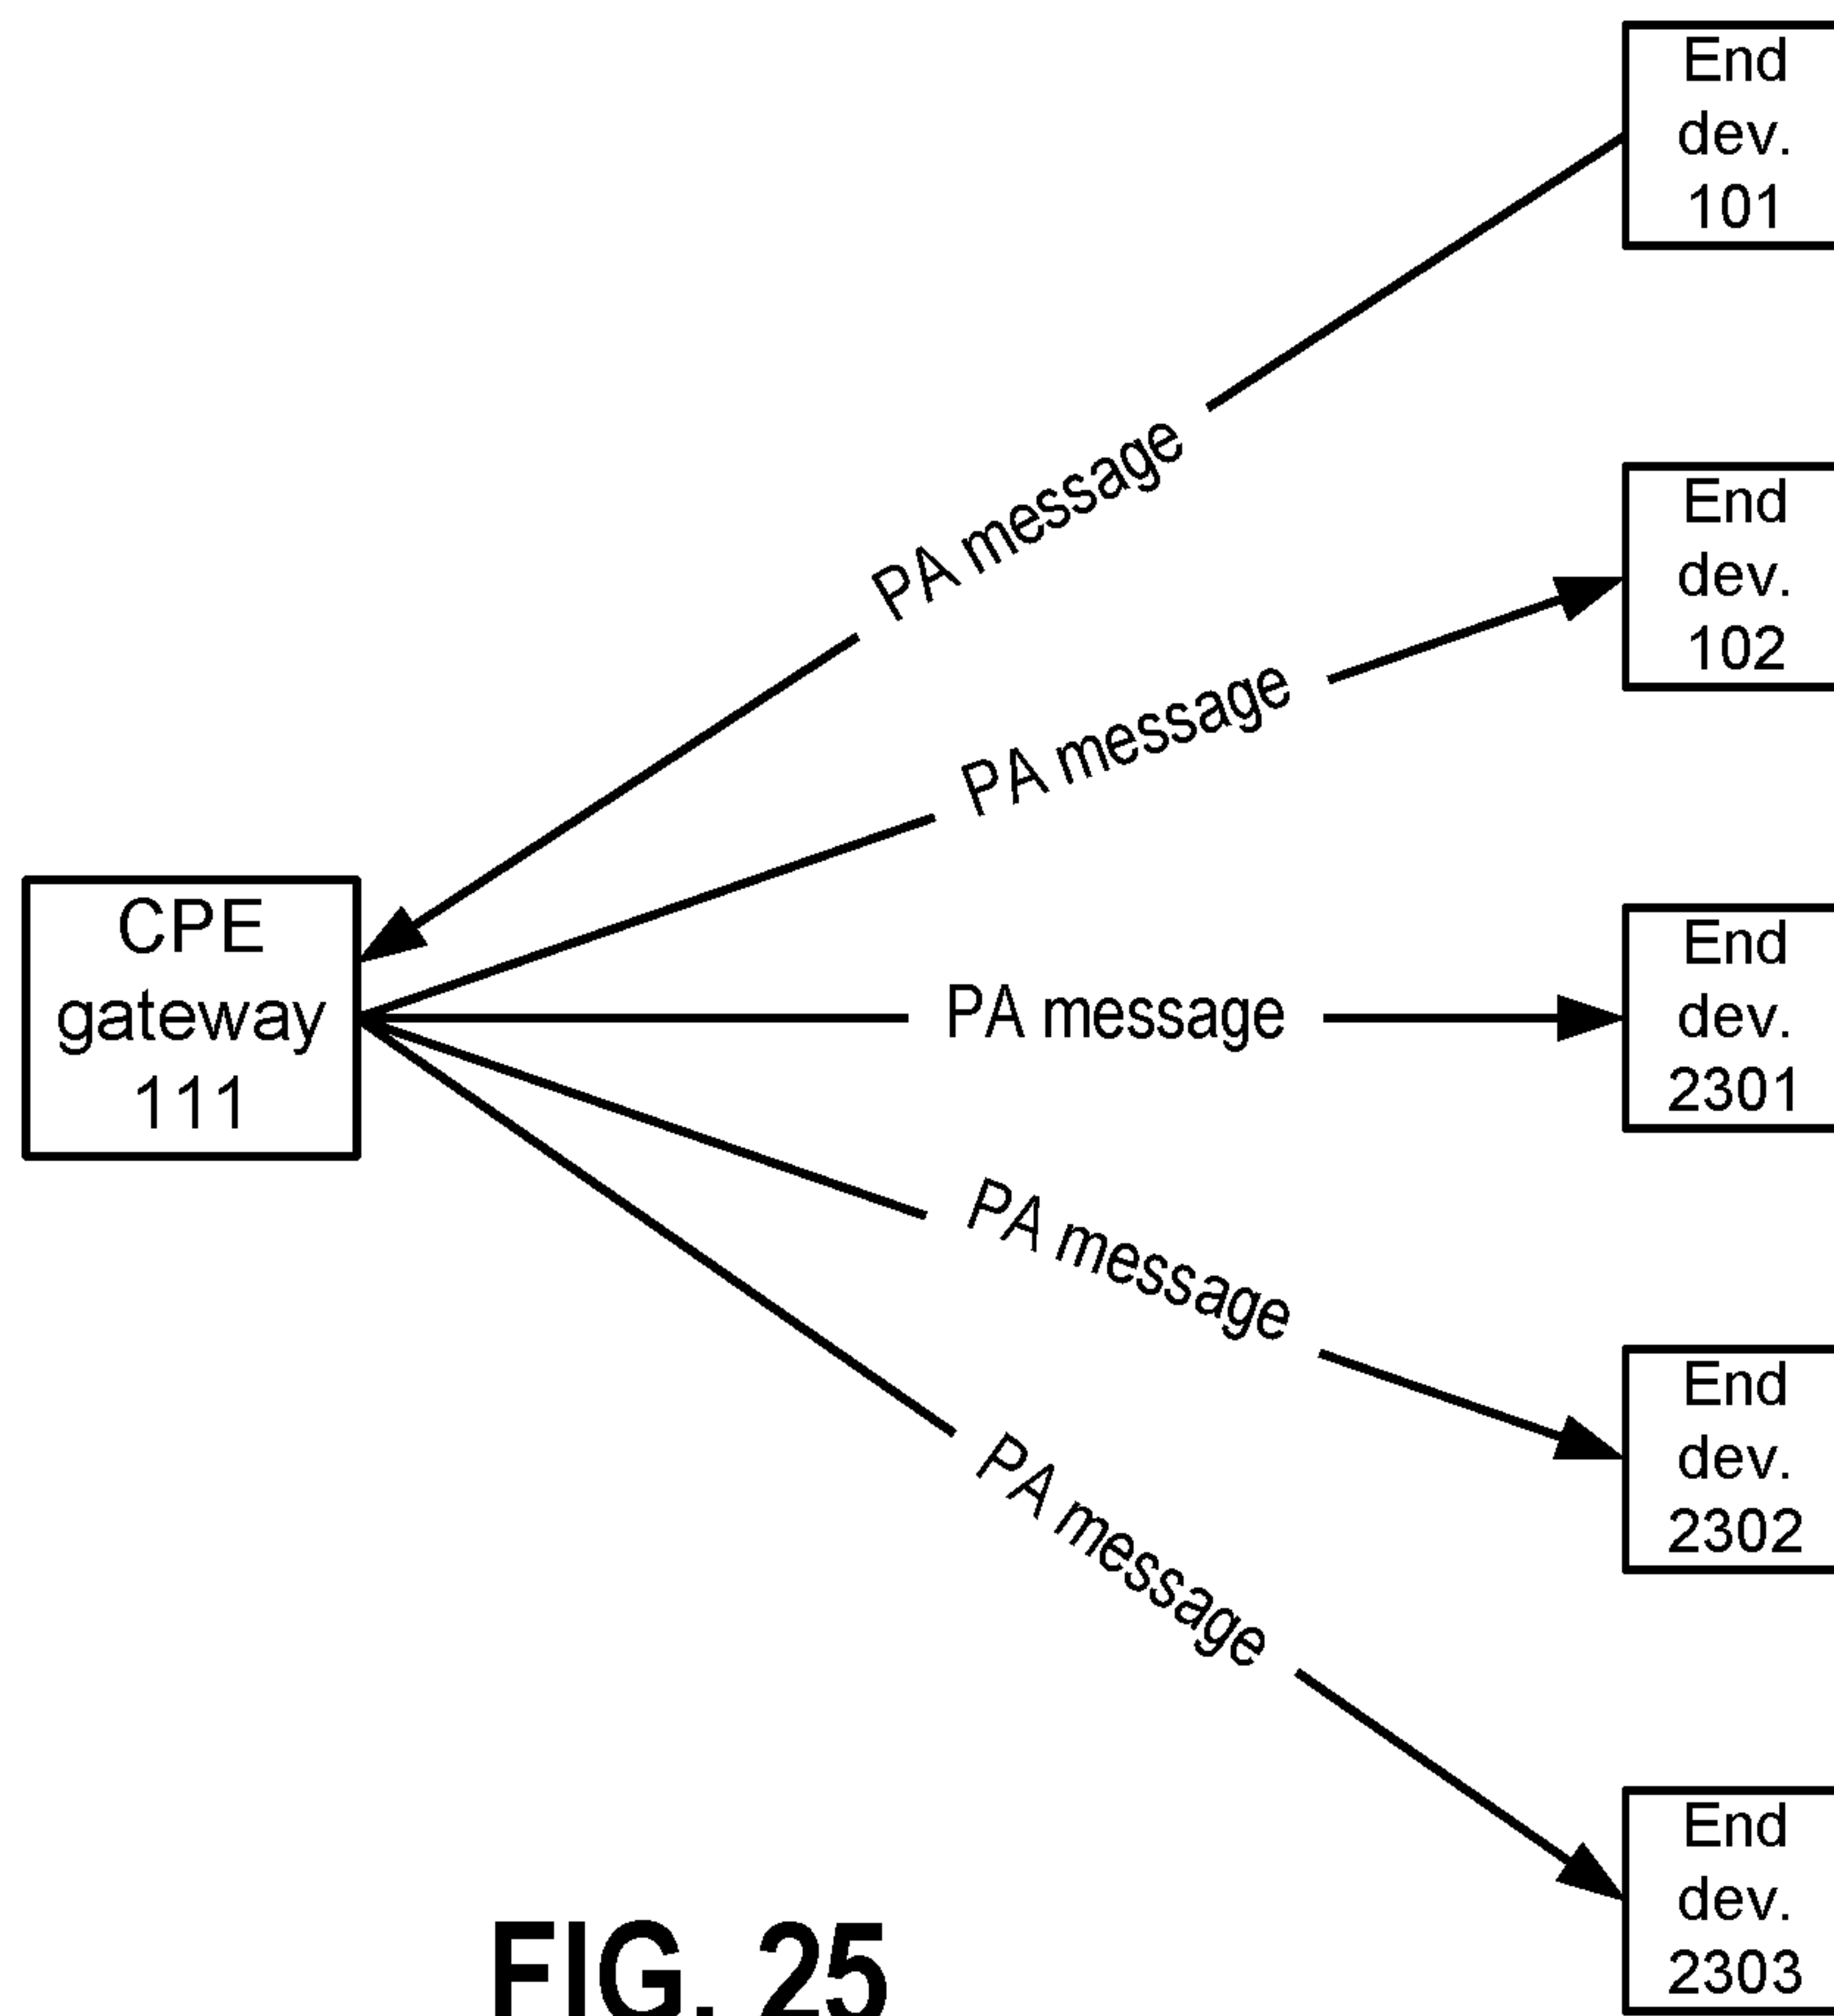 End
dev.
101
PA message
End
dev.
102
PA message
CPE
gateway
111
PA message
End
dev.
2301
PA message
End
dev.
2302
PA message
End
dev.
2303
FIG. 25